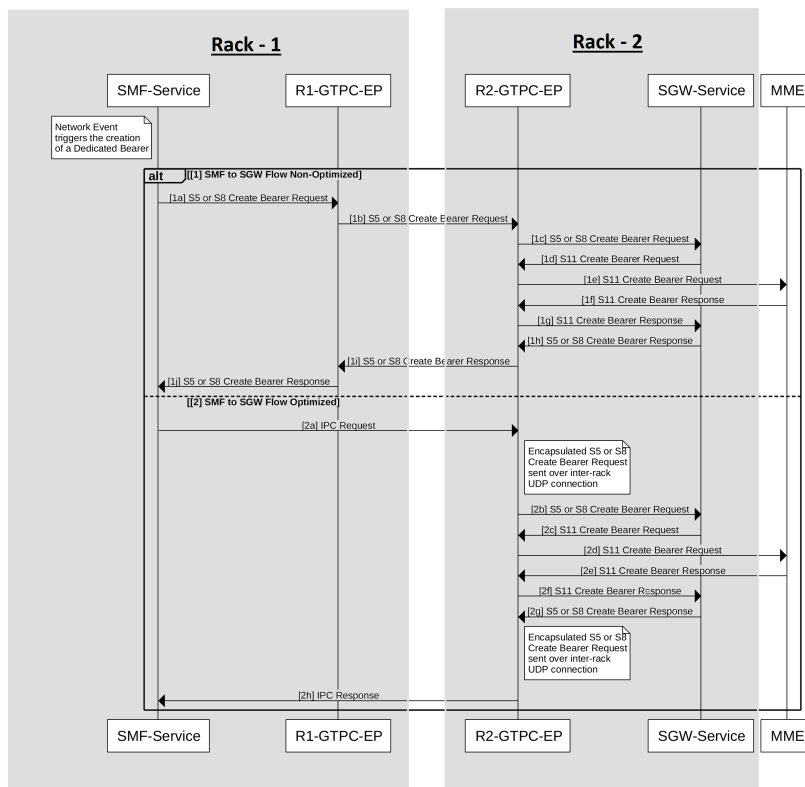 Rack - 1
Rack - 2
SMF-Service
R1-GTPC-EP
R2-GTPC-EP
SGW-Service
MME
Network Event
triggers the creation
of a Dedicated Bearer
alt
[[1] SMF to SGW Flow Non-Optimized]
[1a] S5 or S8 Create Bearer Request
[1b] S5 or S8 Create Bearer Request
[1c] S5 or S8 Create Bearer Request
[1d] S11 Create Bearer Request
[1e] S11 Create Bearer Request
[1f] S11 Create Bearer Response
[1g] S11 Create Bearer Response
[1h] S5 or S8 Create Bearer Response
[1i] S5 or S8 Create Bearer Response
[1j] S5 or S8 Create Bearer Response
[[2] SMF to SGW Flow Optimized]
[2a] IPC Request
Encapsulated S5 or S8
Create Bearer Request
sent over inter-rack
UDP connection
[2b] S5 or S8 Create Bearer Request
[2c] S11 Create Bearer Request
[2d] S11 Create Bearer Request
[2e] S11 Create Bearer Response
[2f] S11 Create Bearer Response
[2g] S5 or S8 Create Bearer Response
Encapsulated S5 or S8
Create Bearer Request
sent over inter-rack
UDP connection
[2h] IPC Response
SMF-Service
R1-GTPC-EP
R2-GTPC-EP
SGW-Service
MME